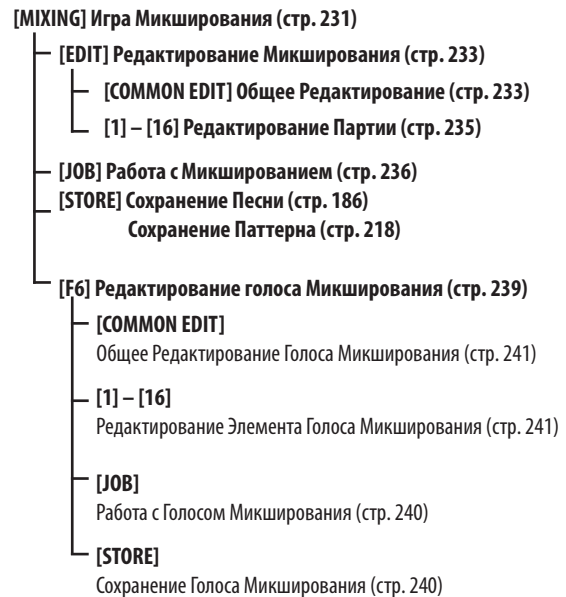 [MIXING] Игра Микширования (стр. 231)
[EDIT] Редактирование Микширования (стр. 233)
[COMMON EDIT] Общее Редактирование (стр. 233)
[1] – [16] Редактирование Партии (стр. 235)
[JOB] Работа с Микшированием (стр. 236)
[STORE] Сохранение Песни (стр. 186)
Сохранение Паттерна (стр. 218)
[F6] Редактирование голоса Микширования (стр. 239)
[COMMON EDIT]
Общее Редактирование Голоса Микширования (стр. 241)
[1] – [16]
Редактирование Элемента Голоса Микширования (стр. 241)
[JOB]
Работа с Голосом Микширования (стр. 240)
[STORE]
Сохранение Голоса Микширования (стр. 240)